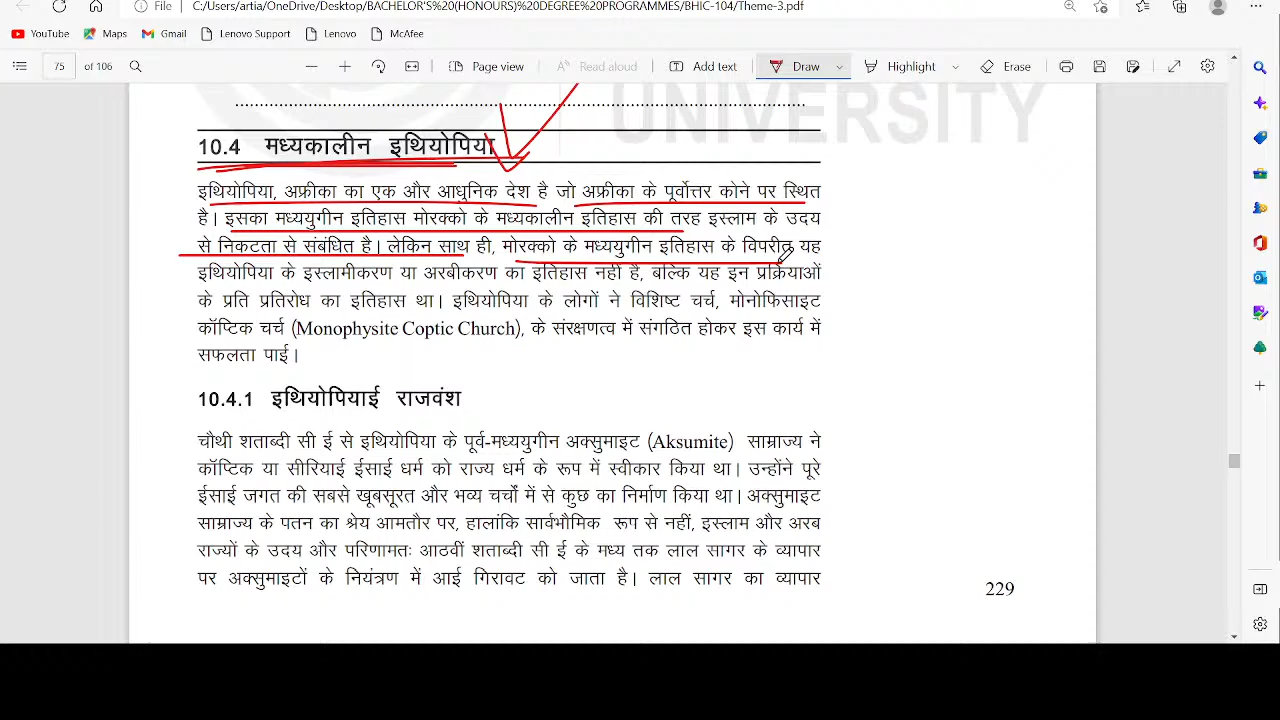 File C:/Users/artia/OneDrive/Desktop/BACHELOR'S%20(HONOURS)%20DEGREE%20PROGRAMMES/BHIC-104/Theme-3.pdf
YouTube Maps Gmail Lenovo Support Lenovo McAfee
75 of 106 Page view Read aloud Add text Draw Highlight Erase
UNIVERSITY
10.4 मध्यकालीन इथियोपिया
इथियोपिया, अफ्रीका का एक और आधुनिक देश है जो अफ्रीका के पूर्वोत्तर कोने पर स्थित
है। इसका मध्ययुगीन इतिहास मोरक्को के मध्यकालीन इतिहास की तरह इस्लाम के उदय
से निकटता से संबंधित है। लेकिन साथ ही, मोरक्को के मध्ययुगीन इतिहास के विपरीत यह
इथियोपिया के इस्लामीकरण या अरबीकरण का इतिहास नहीं है, बल्कि यह इन प्रक्रियाओं
के प्रति प्रतिरोध का इतिहास था। इथियोपिया के लोगों ने विशिष्ट चर्च, मोनोफिसाइट
कॉप्टिक चर्च (Monophysite Coptic Church), के संरक्षणत्व में संगठित होकर इस कार्य में
सफलता पाई।
10.4.1 इथियोपियाई राजवंश
चौथी शताब्दी सी ई से इथियोपिया के पूर्व-मध्ययुगीन अक्सुमाइट (Aksumite) साम्राज्य ने
कॉप्टिक या सीरियाई ईसाई धर्म को राज्य धर्म के रूप में स्वीकार किया था। उन्होंने पूरे
ईसाई जगत की सबसे खूबसूरत और भव्य चर्चों में से कुछ का निर्माण किया था। अक्सुमाइट
साम्राज्य के पतन का श्रेय आमतौर पर, हालांकि सार्वभौमिक रूप से नहीं, इस्लाम और अरब
राज्यों के उदय और परिणामतः आठवीं शताब्दी सी ई के मध्य तक लाल सागर के व्यापार
पर अक्सुमाइटों के नियंत्रण में आई गिरावट को जाता है। लाल सागर का व्यापार
229